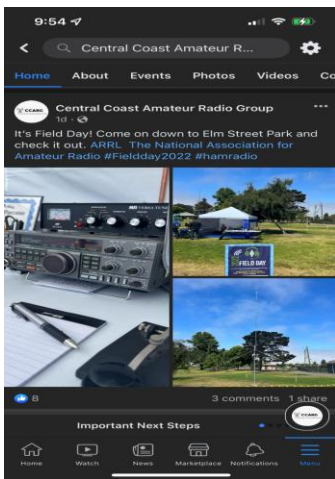 9:54
Central Coast Amateur R...
Home About Events Photos Videos Co
CCARG Central Coast Amateur Radio Group
1d
It's Field Day! Come on down to Elm Street Park and
check it out. ARRL The National Association for
Amateur Radio #Fieldday2022 #hamradio
FIELD DAY
8 3 comments 1 share
Important Next Steps
CCARG
Home Watch News Marketplace Notifications Menu